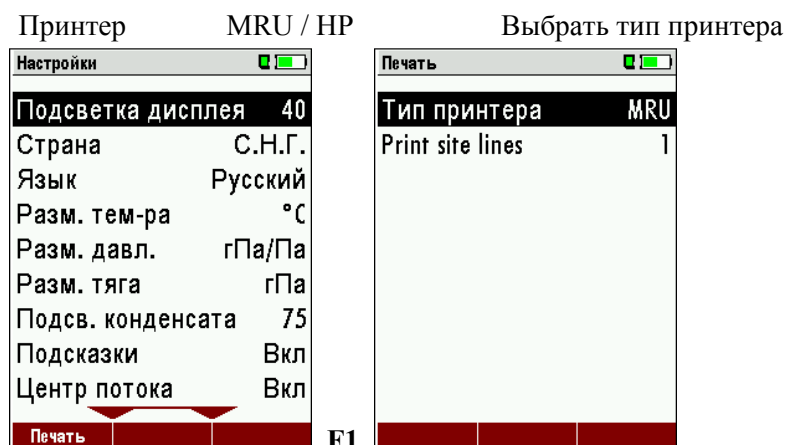 Принтер MRU / HP Выбрать тип принтера
Настройки
Подсветка дисплея 40
Страна С.Н.Г.
Язык Русский
Разм. тем-ра °C
Разм. давл. гПа/Па
Разм. тяга гПа
Подсв. конденсата 75
Подсказки Вкл
Центр потока Вкл
Печать
F1
Печать
Тип принтера MRU
Print site lines 1